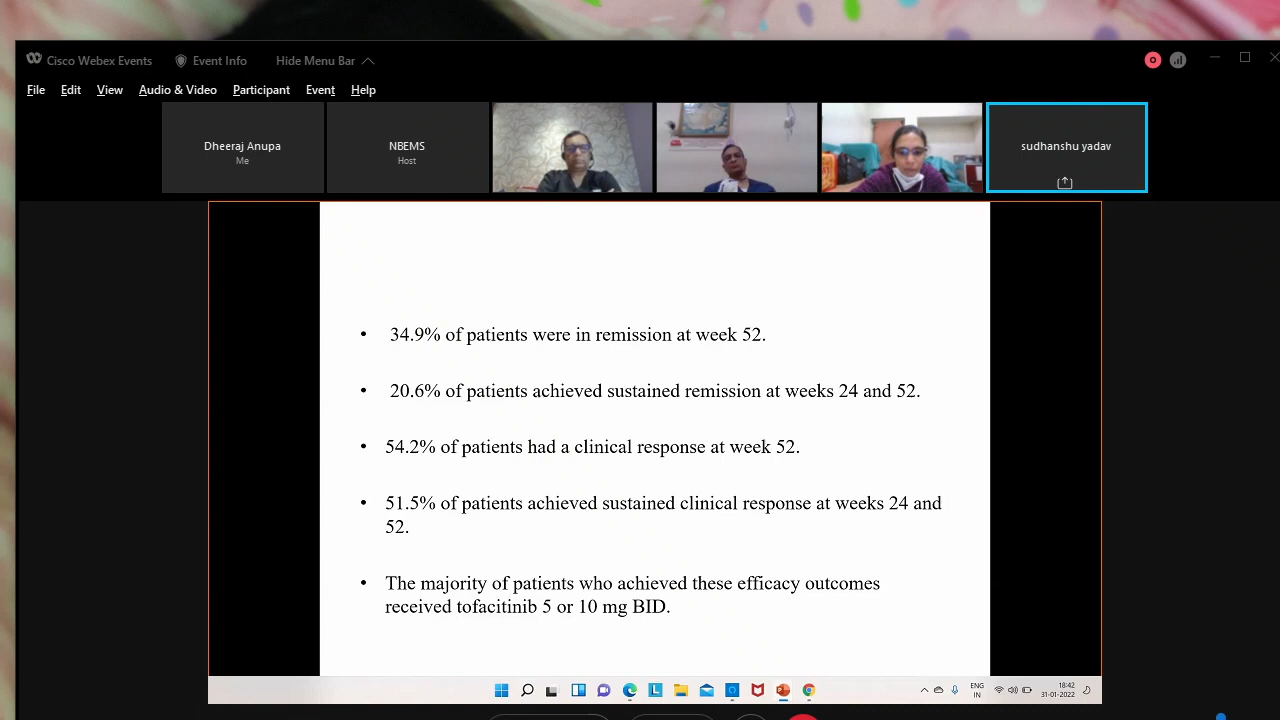 Cisco Webex Events
Event Info
Hide Menu Bar
File Edit View Audio & Video Participant Event Help
Dheeraj Anupa
Me
NBEMS
Host
sudhanshu yadav
• 34.9% of patients were in remission at week 52.
• 20.6% of patients achieved sustained remission at weeks 24 and 52.
• 54.2% of patients had a clinical response at week 52.
• 51.5% of patients achieved sustained clinical response at weeks 24 and
52.
• The majority of patients who achieved these efficacy outcomes
received tofacitinib 5 or 10 mg BID.
ENG
IN
18:42
31-01-2022